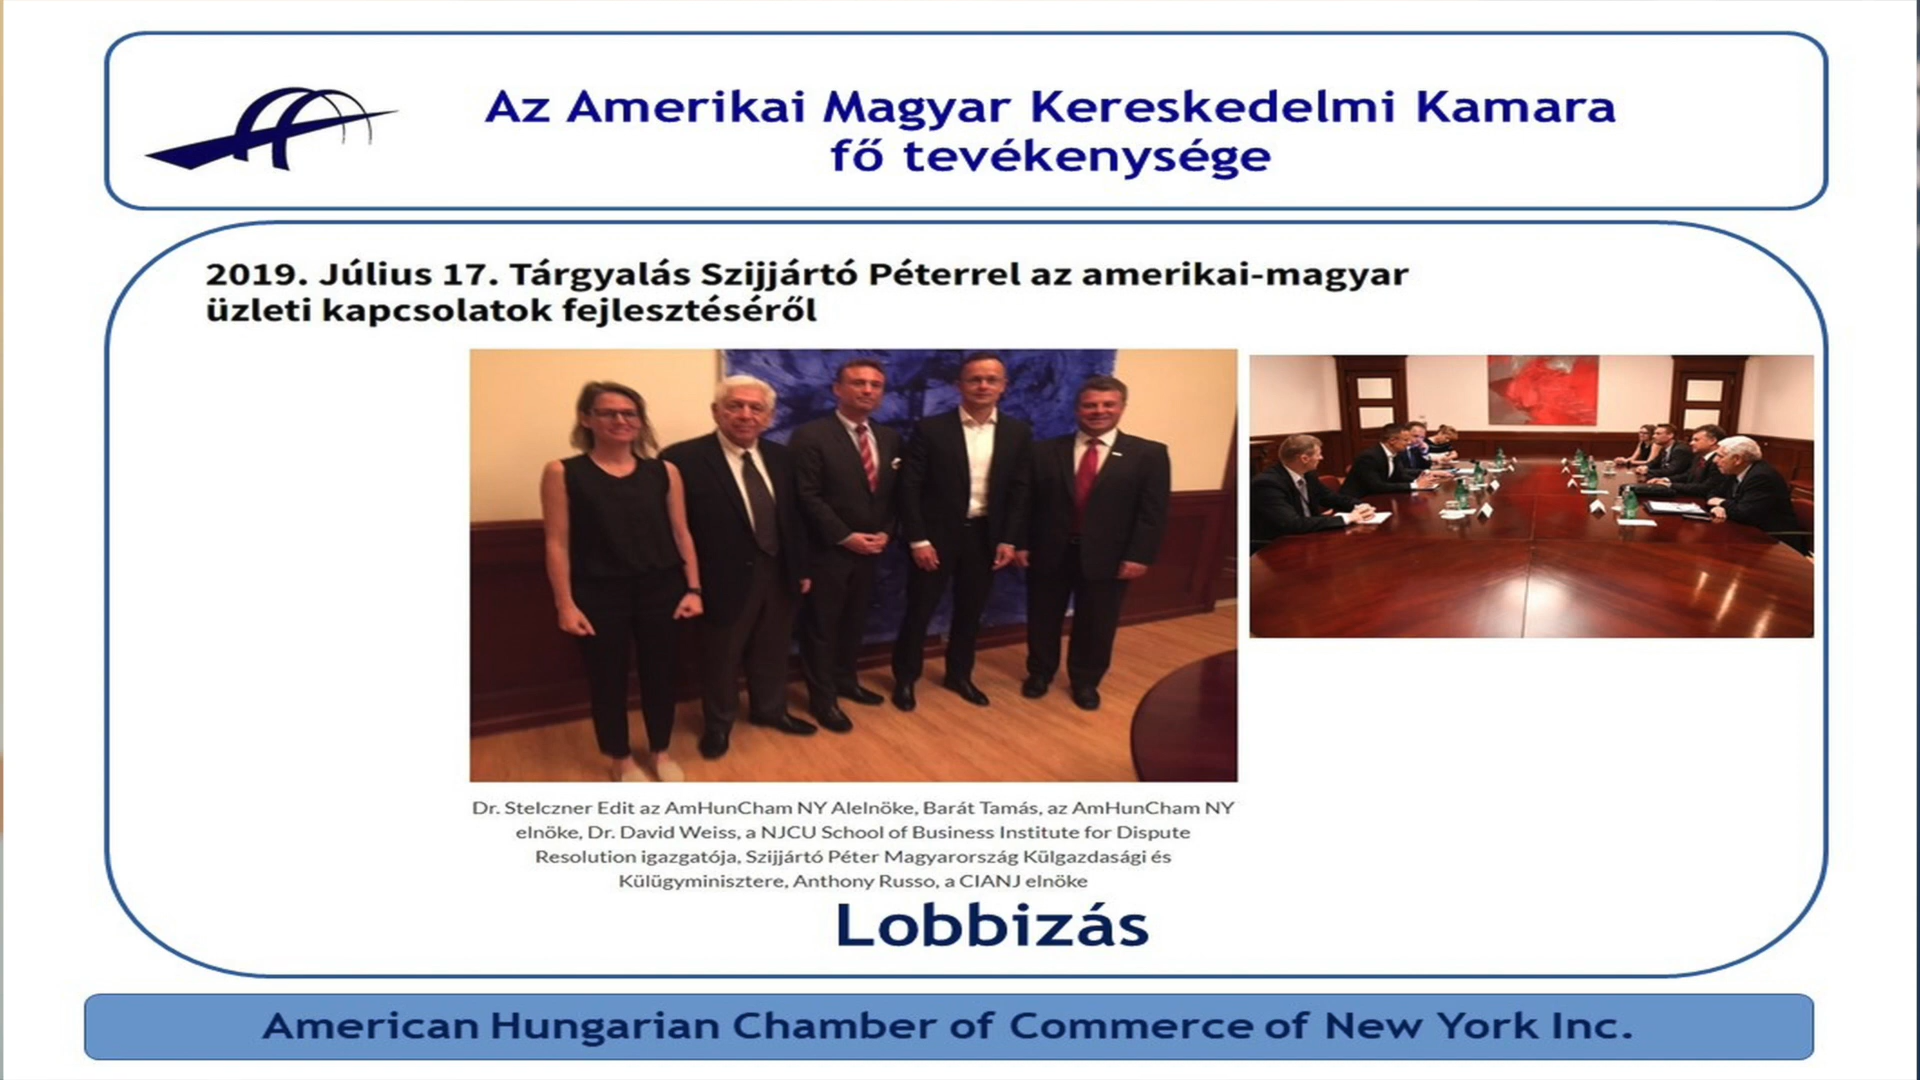 Az Amerikai Magyar Kereskedelmi Kamara
fő tevékenysége
2019. Július 17. Tárgyalás Szijjártó Péterrel az amerikai-magyar
üzleti kapcsolatok fejlesztéséről
Dr. Stelczner Edit az AmHunCham NY Alelnöke, Barát Tamás, az AmHunCham NY
elnöke, Dr. David Weiss, a NJCU School of Business Institute for Dispute
Resolution igazgatója, Szijjártó Péter Magyarország Külgazdasági és
Külügyminisztere, Anthony Russo, a CIANJ elnöke
Lobbizás
American Hungarian Chamber of Commerce of New York Inc.